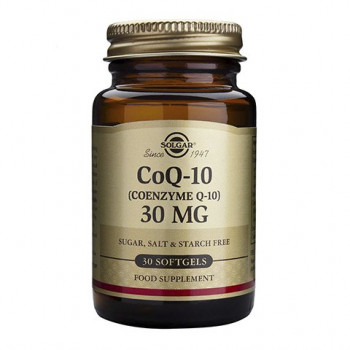 SOLGAR®
Since 1947
CoQ-10
(COENZYME Q-10)
30 MG
SUGAR, SALT & STARCH FREE
30 SOFTGELS
FOOD SUPPLEMENT